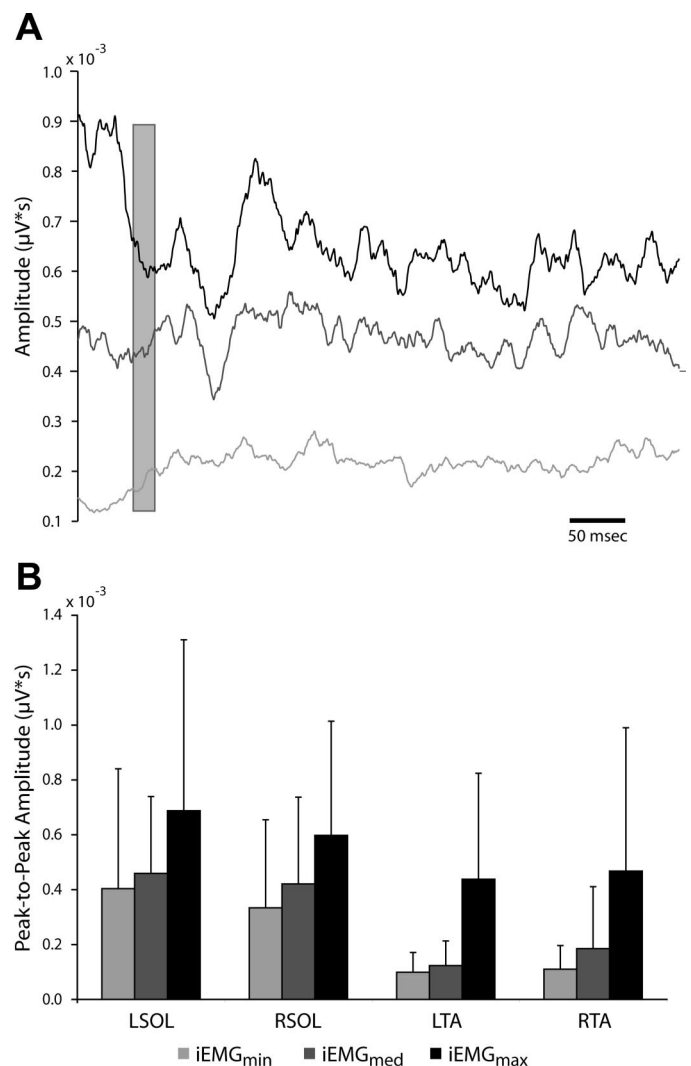 A
x 10-3
1.0
0.9
0.8
0.7
0.6
0.5
0.4
0.3
0.2
0.1
Amplitude (μV*s)
50 msec
B
x 10-3
1.4
1.2
1.0
0.8
0.6
0.4
0.2
0.0
Peak-to-Peak Amplitude (μV*s)
LSOL RSOL LTA RTA
iEMGmin iEMGmed iEMGmax